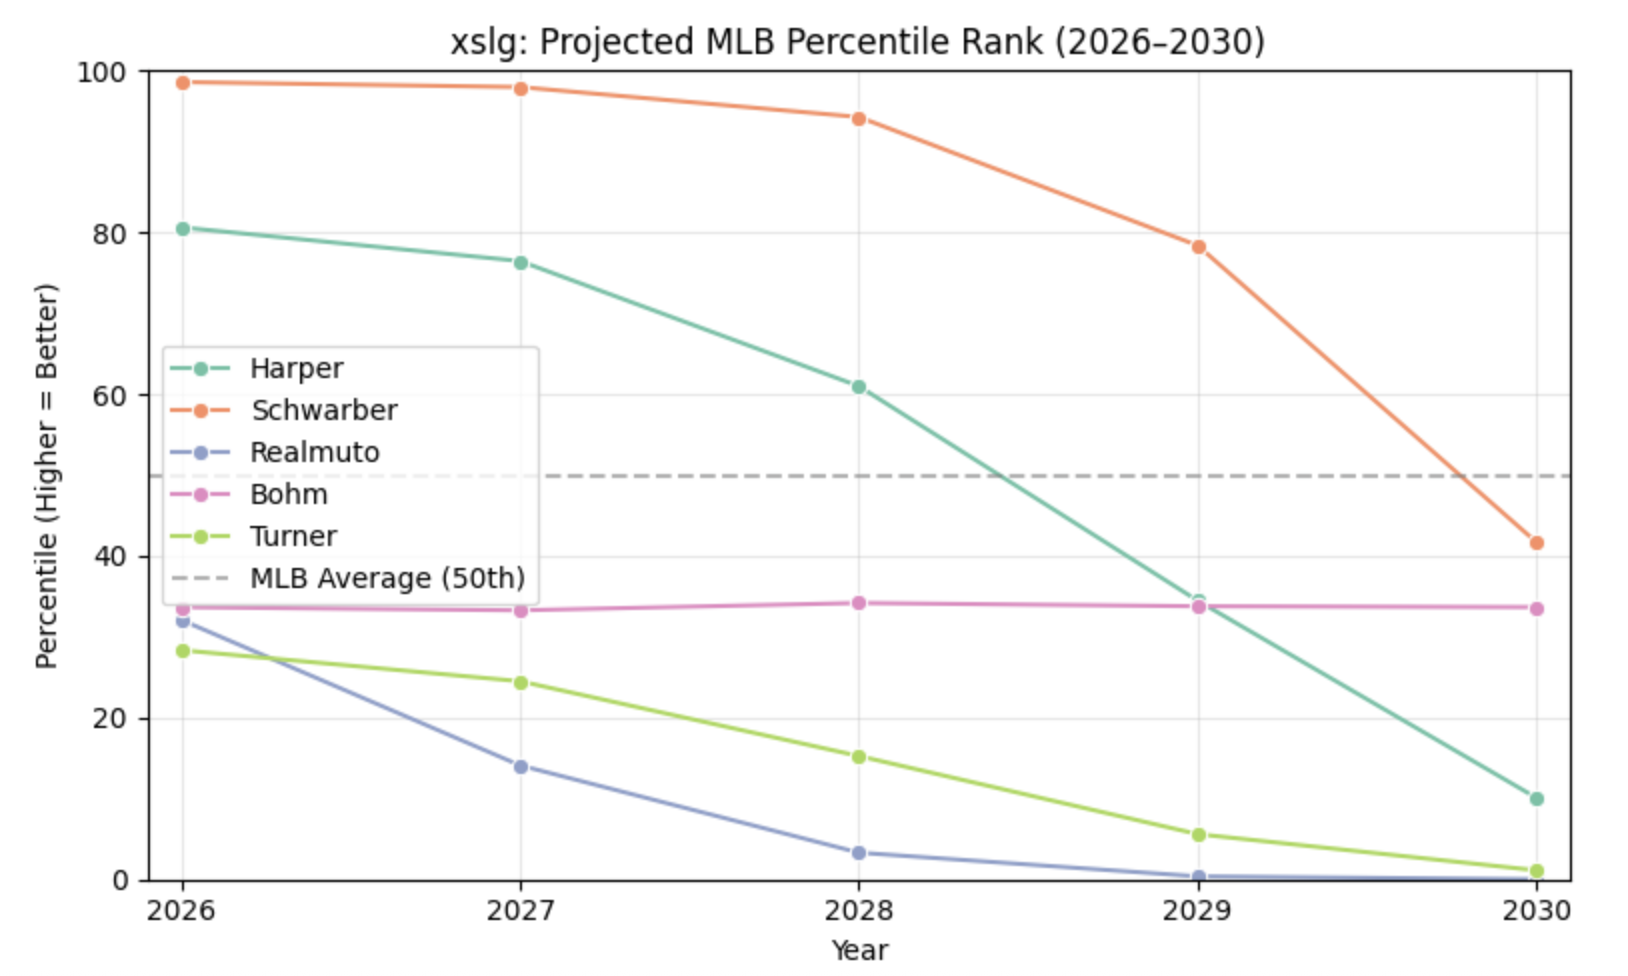 xslg: Projected MLB Percentile Rank (2026–2030)
Percentile (Higher = Better)
100
80
60
40
20
0
Harper
Schwarber
Realmuto
Bohm
Turner
MLB Average (50th)
2026 2027 2028 2029 2030
Year